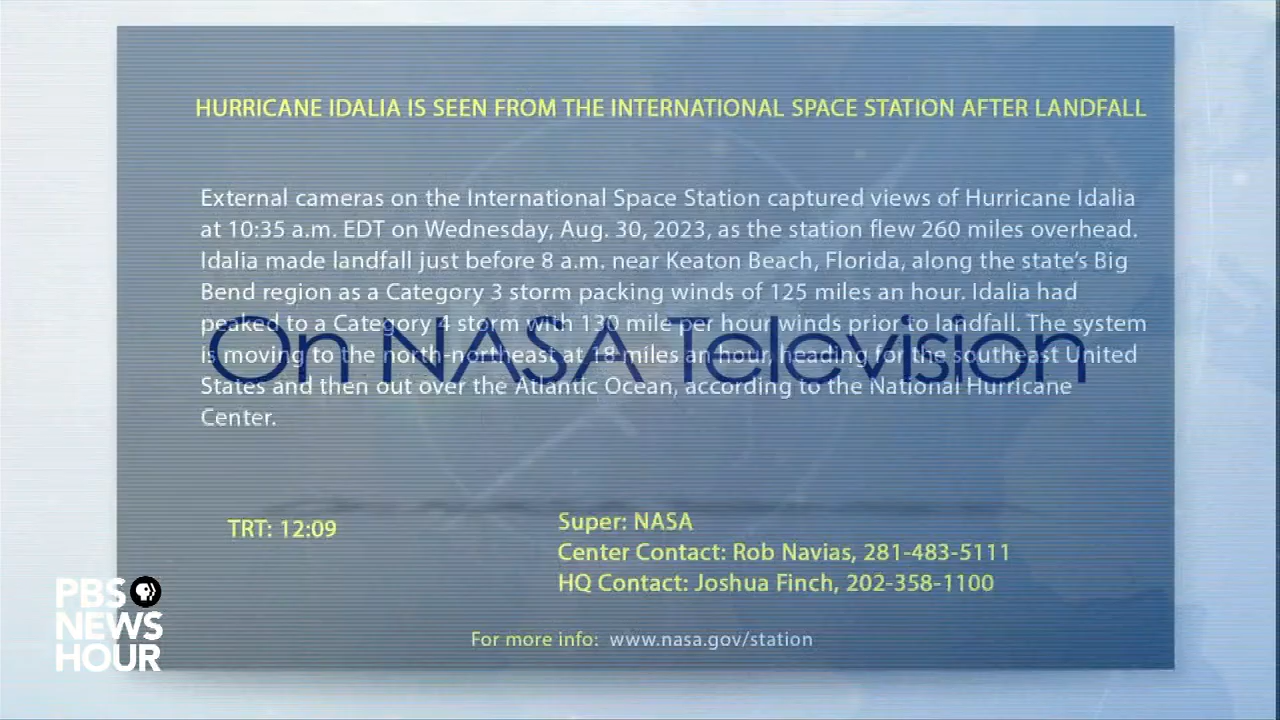 HURRICANE IDALIA IS SEEN FROM THE INTERNATIONAL SPACE STATION AFTER LANDFALL
External cameras on the International Space Station captured views of Hurricane Idalia
at 10:35 a.m. EDT on Wednesday, Aug. 30, 2023, as the station flew 260 miles overhead.
Idalia made landfall just before 8 a.m. near Keaton Beach, Florida, along the state's Big
Bend region as a Category 3 storm packing winds of 125 miles an hour. Idalia had
peaked to a Category 4 storm with 130 mile per hour winds prior to landfall. The system
is moving to the north-northeast at 18 miles an hour, heading for the southeast United
States and then out over the Atlantic Ocean, according to the National Hurricane
Center.
On NASA Television
TRT: 12:09
Super: NASA
Center Contact: Rob Navias, 281-483-5111
HQ Contact: Joshua Finch, 202-358-1100
For more info: www.nasa.gov/station
PBS
NEWS
HOUR